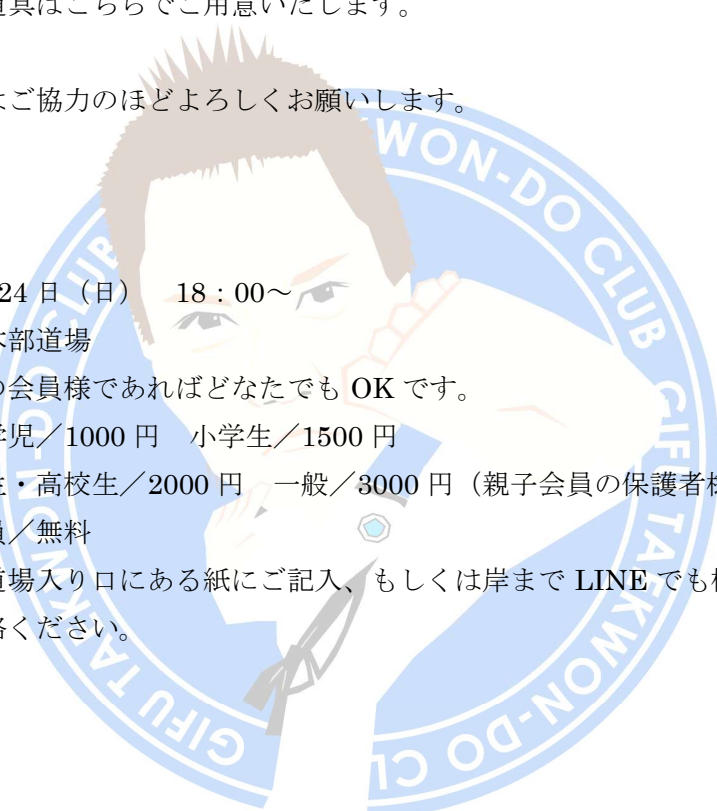 道具はこちらでご用意いたします。
はご協力のほどよろしくお願いします。
24 日（日） 18：00～
本部道場
の会員様であればどなたでも OK です。
学児／1000 円 小学生／1500 円
生・高校生／2000 円 一般／3000 円（親子会員の保護者様
員／無料
道場入り口にある紙にご記入、もしくは岸まで LINE でも構
絡ください。
GIFU TAEKWON-DO CLUB GIFU TAEKWON-DO CLUB